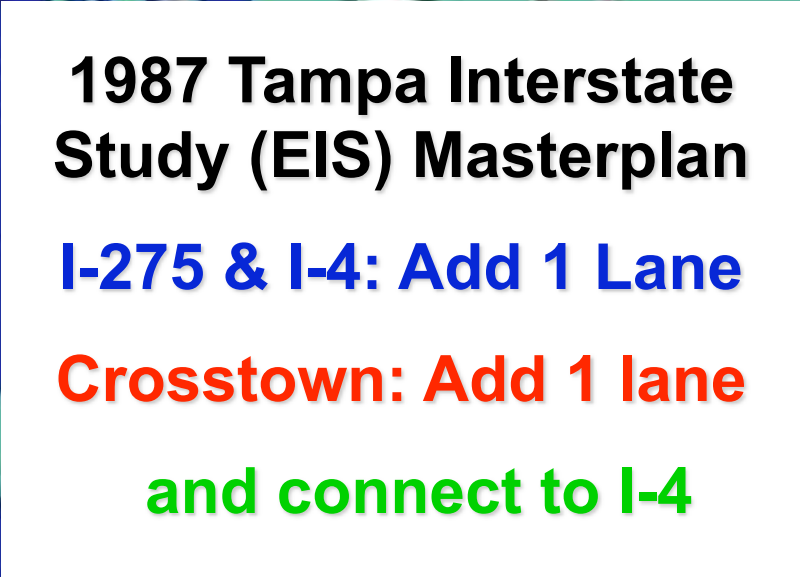 1987 Tampa Interstate
Study (EIS) Masterplan
I-275 & I-4: Add 1 Lane
Crosstown: Add 1 lane
and connect to I-4